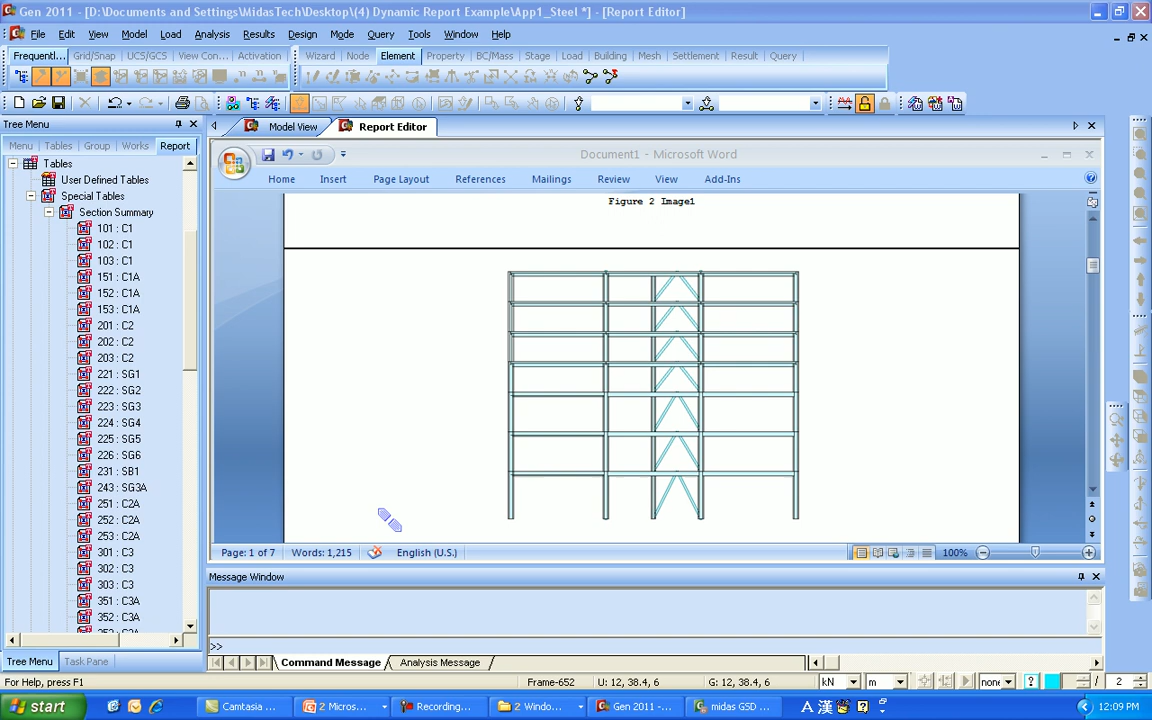 Gen 2011 - [D:\Documents and Settings\MidasTech\Desktop\(4) Dynamic Report Example\App1_Steel *] - [Report Editor]
File Edit View Model Load Analysis Results Design Mode Query Tools Window Help
Frequentl... Grid/Snap UCS/GCS View Con... Activation Wizard Node Element Property BC/Mass Stage Load Building Mesh Settlement Result Query
Tree Menu
Model View
Report Editor
Menu Tables Group Works Report
Document1 - Microsoft Word
Home Insert Page Layout References Mailings Review View Add-Ins
Tables
User Defined Tables
Special Tables
Section Summary
101 : C1
102 : C1
103 : C1
151 : C1A
152 : C1A
153 : C1A
201 : C2
202 : C2
203 : C2
221 : SG1
222 : SG2
223 : SG3
224 : SG4
225 : SG5
226 : SG6
231 : SB1
243 : SG3A
251 : C2A
252 : C2A
253 : C2A
301 : C3
302 : C3
303 : C3
351 : C3A
352 : C3A
Figure 2 Image1
Page: 1 of 7 Words: 1,215 English (U.S.) 100%
Message Window
>>
Command Message Analysis Message
Tree Menu Task Pane
For Help, press F1 Frame-652 U: 12, 38.4, 6 G: 12, 38.4, 6 kN m none 2
start Camtasia ... 2 Micros... Recording... 2 Windo... Gen 2011 -... midas GSD ... A 漢 12:09 PM